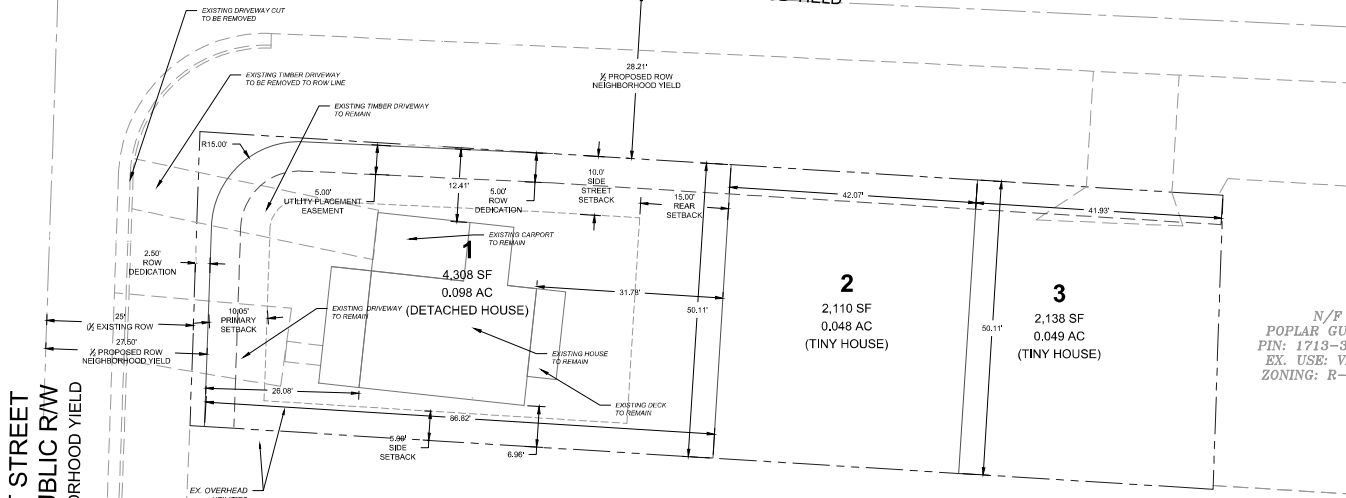 EXISTING DRIVEWAY CUT
TO BE REMOVED
EXISTING TIMBER DRIVEWAY
TO BE REMOVED TO ROW LINE
EXISTING TIMBER DRIVEWAY
TO REMAIN
28.21'
½ PROPOSED ROW
NEIGHBORHOOD YIELD
R15.00'
5.00'
UTILITY PLACEMENT
EASEMENT
12.41'
5.00'
ROW
DEDICATION
10.0'
SIDE
STREET
SETBACK
15.00'
REAR
SETBACK
42.07'
41.93'
EXISTING CARPORT
TO REMAIN
2.50'
ROW
DEDICATION
1
4,308 SF
0.098 AC
(DETACHED HOUSE)
31.78'
50.11'
2
2,110 SF
0.048 AC
(TINY HOUSE)
50.11'
3
2,138 SF
0.049 AC
(TINY HOUSE)
10.05'
PRIMARY
SETBACK
EXISTING DRIVEWAY
TO REMAIN
25'
½ EXISTING ROW
27.50'
½ PROPOSED ROW
NEIGHBORHOOD YIELD
EXISTING HOUSE
TO REMAIN
26.08'
EXISTING DECK
TO REMAIN
86.82'
5.00'
SIDE
SETBACK
6.96'
EX. OVERHEAD
N/F
POPLAR GU
PIN: 1713-3
EX. USE: V
ZONING: R-
STREET
UBLIC R/W
ORHOOD YIELD